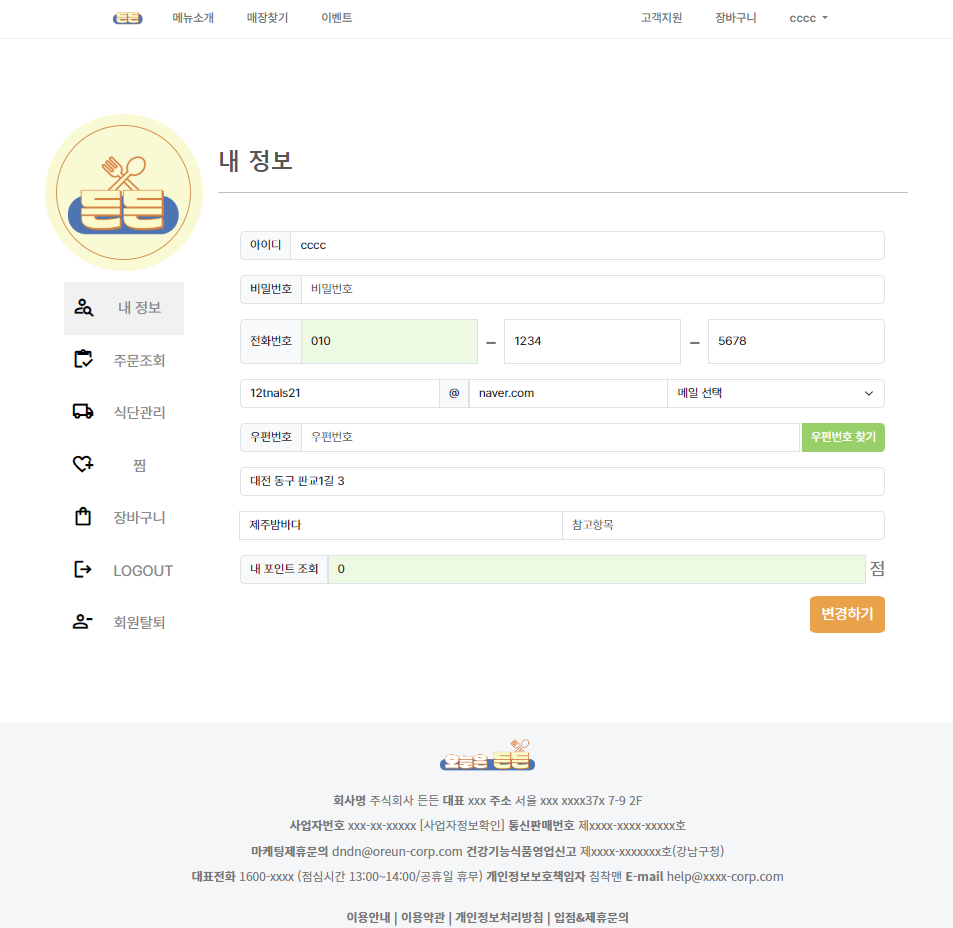 든든 메뉴소개 매장찾기 이벤트 고객지원 장바구니 cccc
든든
내 정보
내 정보
주문조회
식단관리
찜
장바구니
LOGOUT
회원탈퇴
아이디 cccc
비밀번호 비밀번호
전화번호 010 – 1234 – 5678
12tnals21 @ naver.com 메일 선택
우편번호 우편번호 우편번호 찾기
대전 동구 판교1길 3
제주밤바다 참고항목
내 포인트 조회 0 점
변경하기
오늘은 든든
회사명 주식회사 든든 대표 xxx 주소 서울 xxx xxxx37x 7-9 2F
사업자번호 xxx-xx-xxxxx [사업자정보확인] 통신판매번호 제xxxx-xxxx-xxxxx호
마케팅제휴문의 dndn@oreun-corp.com 건강기능식품영업신고 제xxxx-xxxxxxx호(강남구청)
대표전화 1600-xxxx (점심시간 13:00~14:00/공휴일 휴무) 개인정보보호책임자 침착맨 E-mail help@xxxx-corp.com
이용안내 | 이용약관 | 개인정보처리방침 | 입점&제휴문의